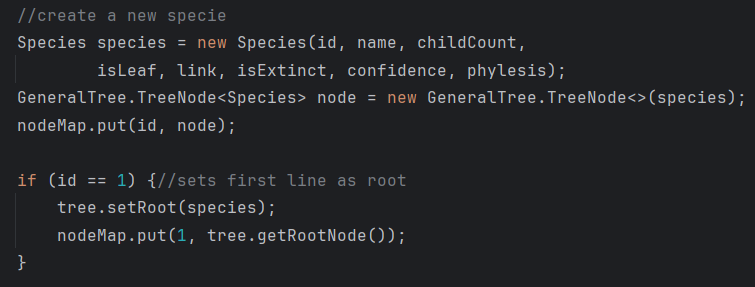 //create a new specie
Species species = new Species(id, name, childCount,
        isLeaf, link, isExtinct, confidence, phylesis);
GeneralTree.TreeNode<Species> node = new GeneralTree.TreeNode<>(species);
nodeMap.put(id, node);

if (id == 1) {//sets first line as root
    tree.setRoot(species);
    nodeMap.put(1, tree.getRootNode());
}